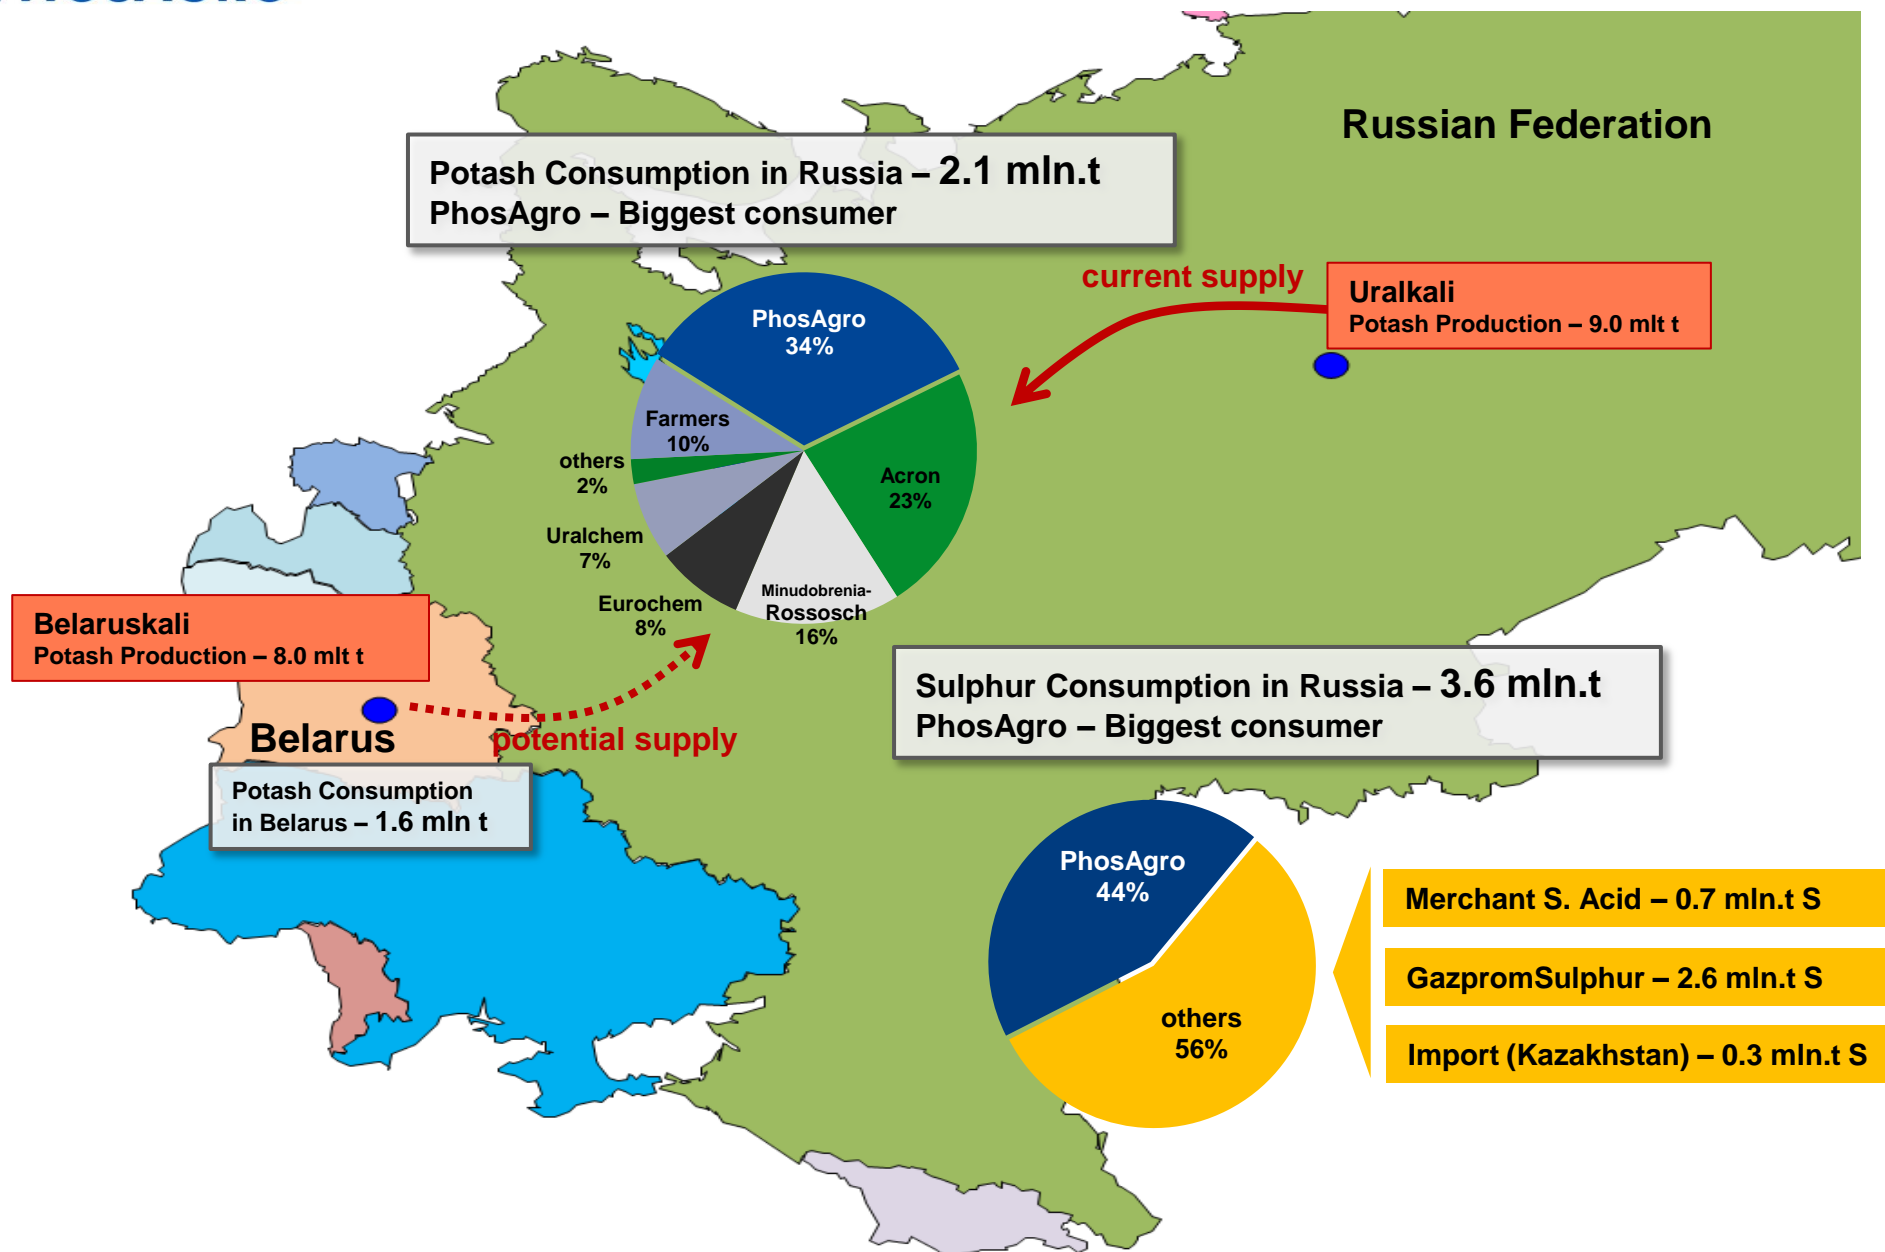 Russian Federation
Potash Consumption in Russia – 2.1 mln.t
PhosAgro – Biggest consumer
current supply
Uralkali
Potash Production – 9.0 mlt t
PhosAgro
34%
Farmers
10%
others
2%
Acron
23%
Uralchem
7%
Eurochem
8%
Minudobrenia-
Rossosch
16%
Belaruskali
Potash Production – 8.0 mlt t
Belarus
potential supply
Potash Consumption
in Belarus – 1.6 mln t
Sulphur Consumption in Russia – 3.6 mln.t
PhosAgro – Biggest consumer
PhosAgro
44%
others
56%
Merchant S. Acid – 0.7 mln.t S
GazpromSulphur – 2.6 mln.t S
Import (Kazakhstan) – 0.3 mln.t S